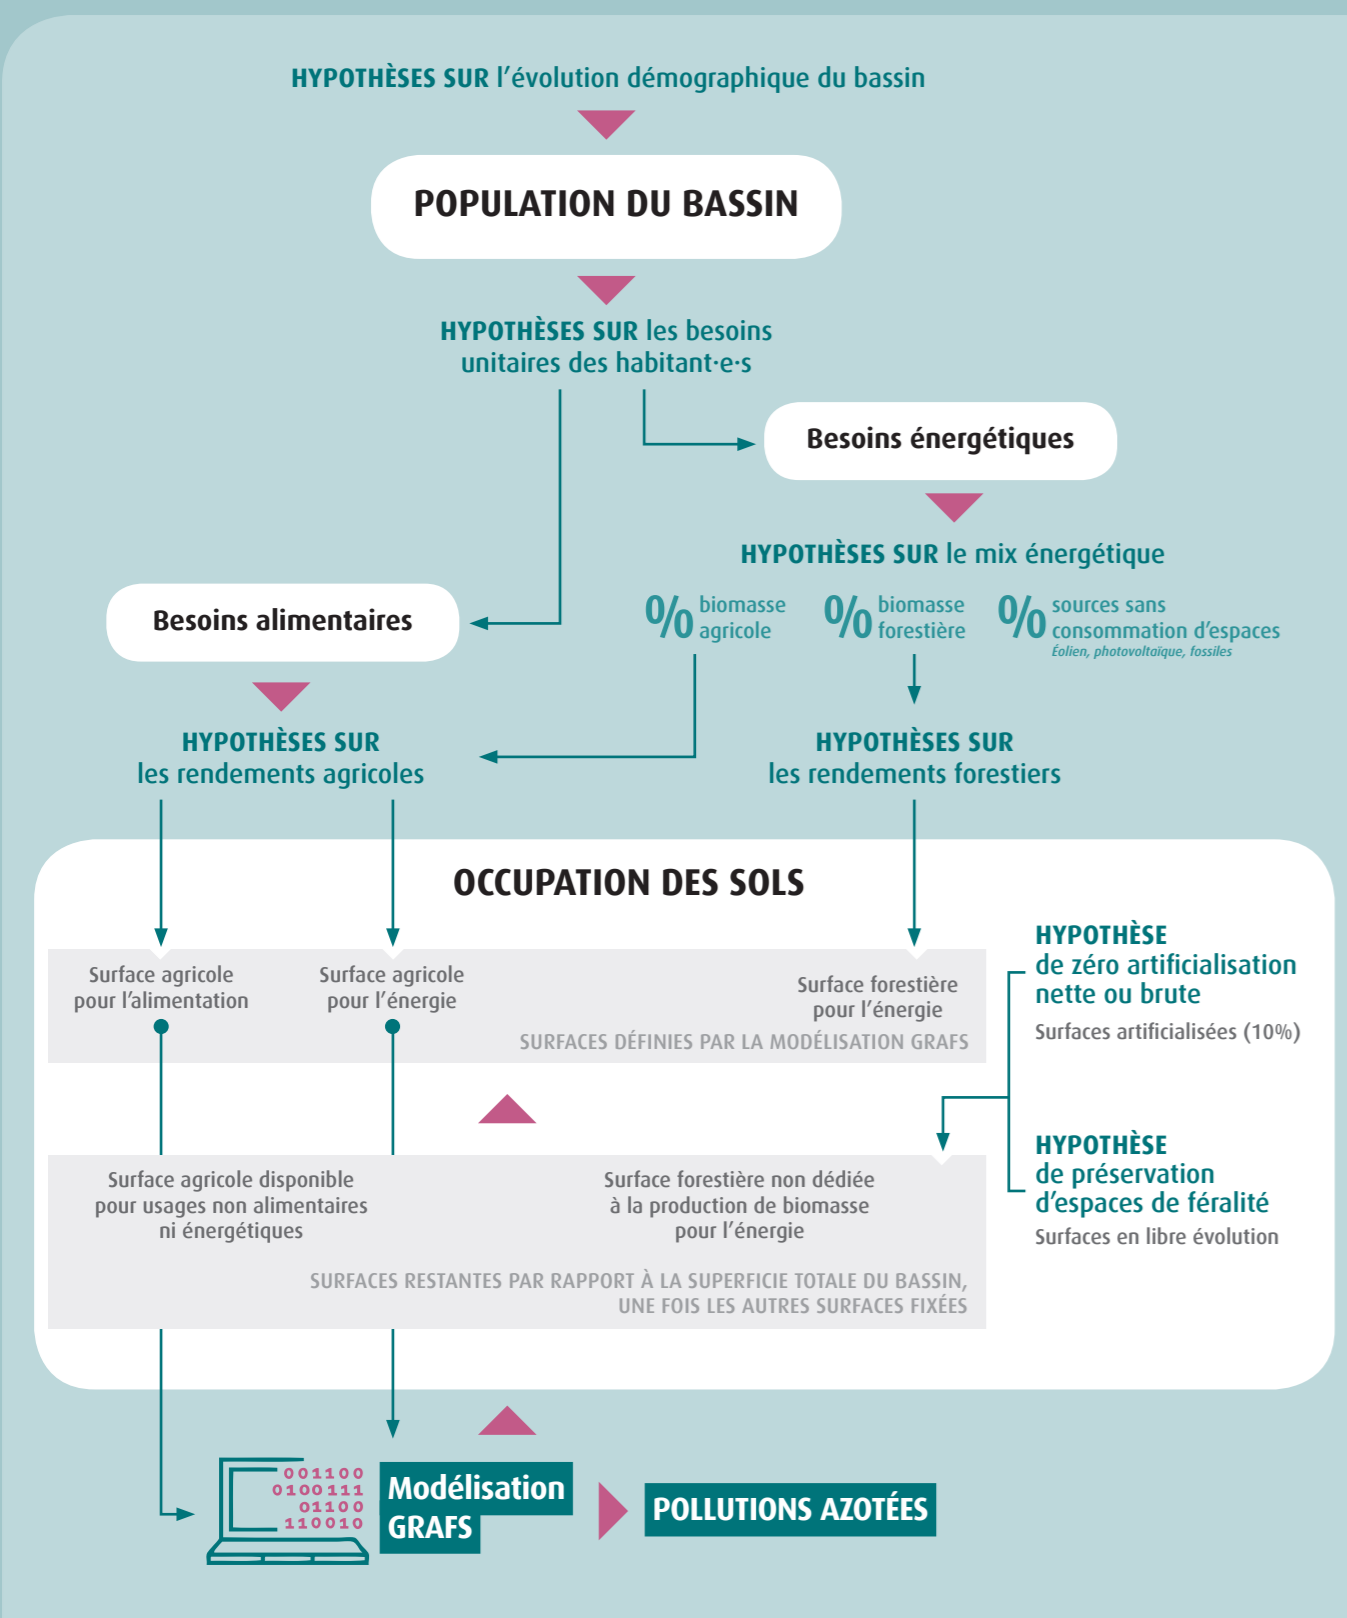 HYPOTHÈSES SUR l'évolution démographique du bassin
POPULATION DU BASSIN
HYPOTHÈSES SUR les besoins
unitaires des habitant·e·s
Besoins énergétiques
HYPOTHÈSES SUR le mix énergétique
% biomasse
agricole
% biomasse
forestière
% sources sans
consommation d'espaces
Éolien, photovoltaïque, fossiles
Besoins alimentaires
HYPOTHÈSES SUR
les rendements agricoles
HYPOTHÈSES SUR
les rendements forestiers
OCCUPATION DES SOLS
Surface agricole
pour l'alimentation
Surface agricole
pour l'énergie
Surface forestière
pour l'énergie
SURFACES DÉFINIES PAR LA MODÉLISATION GRAFS
HYPOTHÈSE
de zéro artificialisation
nette ou brute
Surfaces artificialisées (10%)
Surface agricole disponible
pour usages non alimentaires
ni énergétiques
Surface forestière non dédiée
à la production de biomasse
pour l'énergie
SURFACES RESTANTES PAR RAPPORT À LA SUPERFICIE TOTALE DU BASSIN,
UNE FOIS LES AUTRES SURFACES FIXÉES
HYPOTHÈSE
de préservation
d'espaces de féralité
Surfaces en libre évolution
001100
0100111
01100
110010
Modélisation
GRAFS
POLLUTIONS AZOTÉES